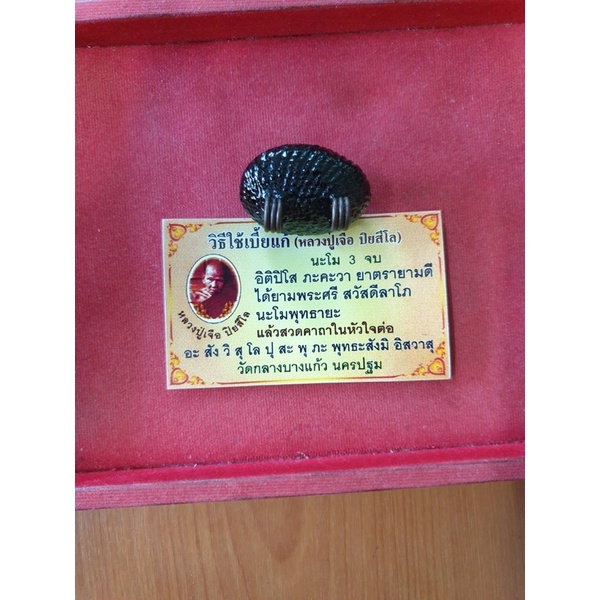 วิธีใช้เบี้ยแก้ (หลวงปู่เจือ ปิยสีโล)
นะโม 3 จบ
อิติปิโส ภะคะวา ยาตรายามดี
ได้ยามพระศรี สวัสดีลาโภ
นะโมพุทธายะ
แล้วสวดคาถาในหัวใจต่อ
อะ สัง วิ สุ โล ปุ สะ พุ ภะ พุทธะสังมิ อิสวาสุ
วัดกลางบางแก้ว นครปฐม
หลวงปู่เจือ ปิยสีโล